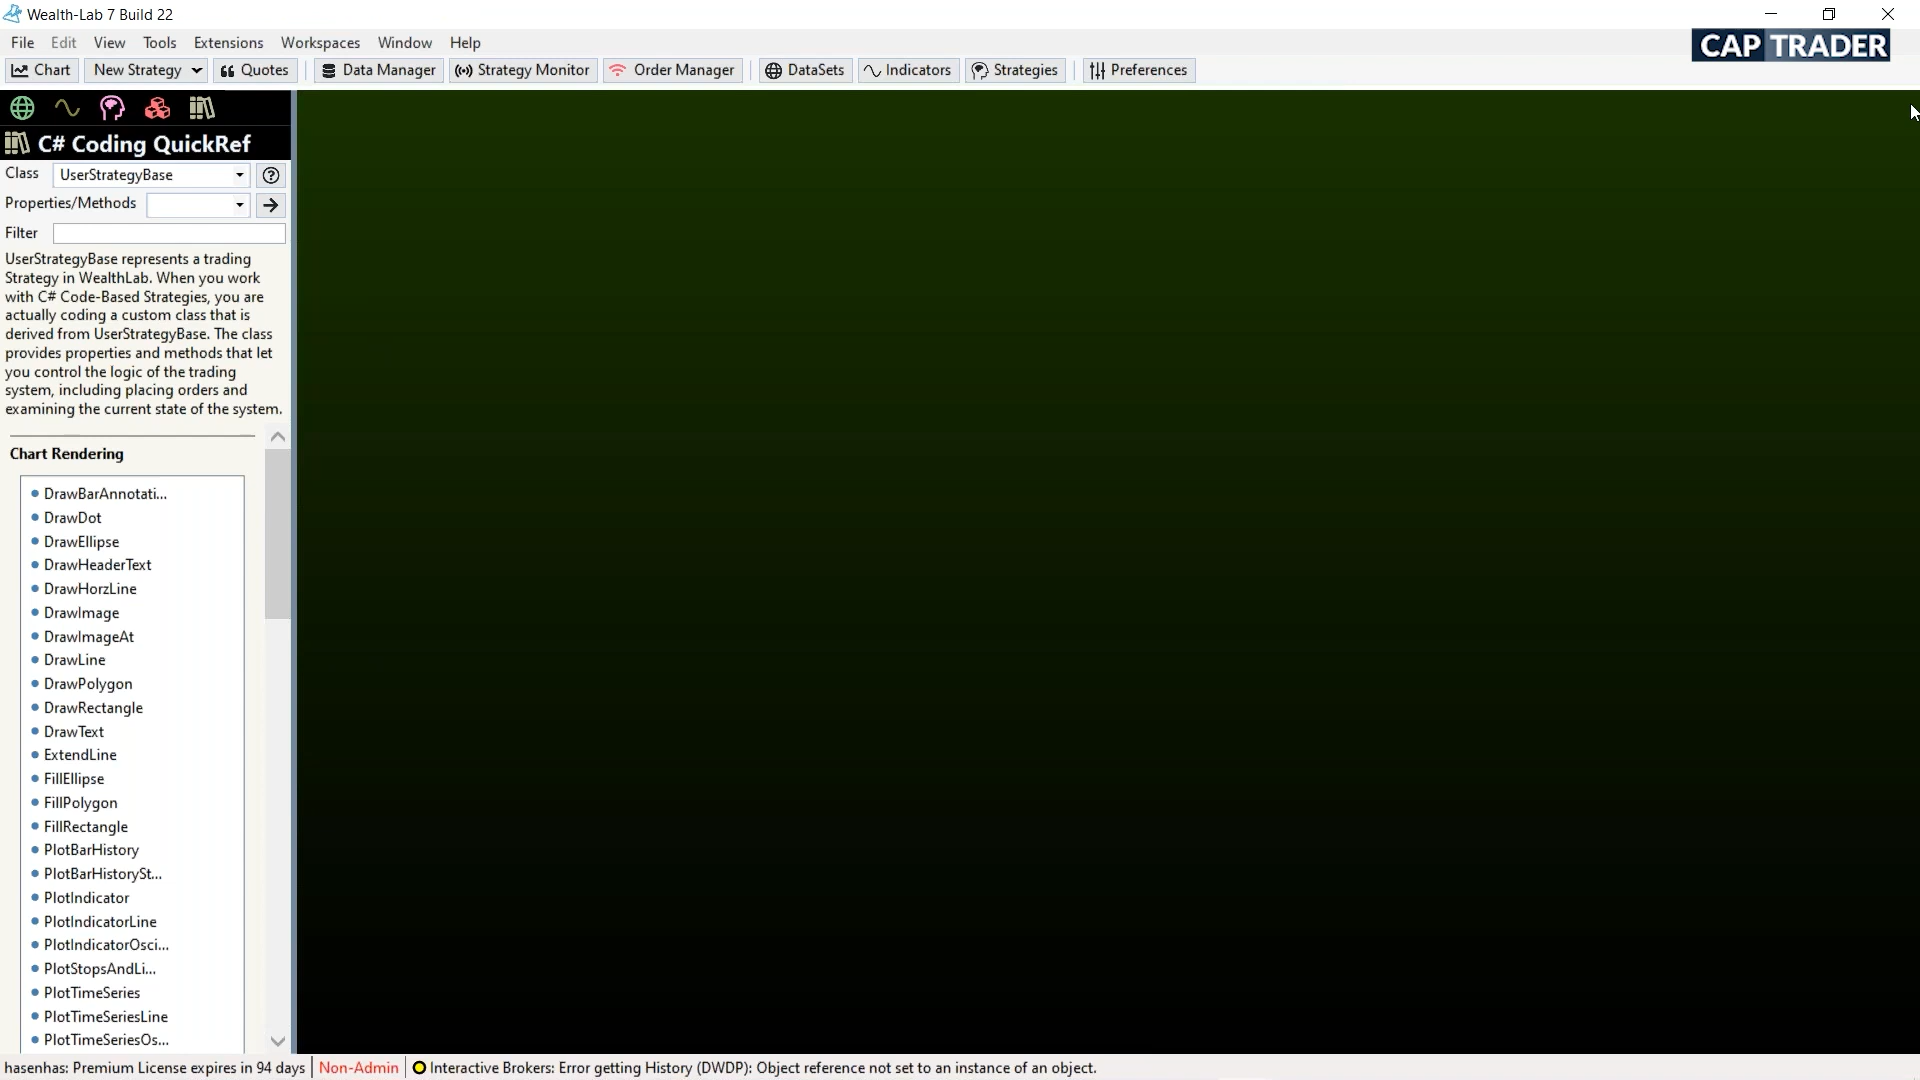 Wealth-Lab 7 Build 22
File Edit View Tools Extensions Workspaces Window Help
CAP TRADER
Chart New Strategy Quotes Data Manager Strategy Monitor Order Manager DataSets Indicators Strategies Preferences
C# Coding QuickRef
Class UserStrategyBase
Properties/Methods
Filter
UserStrategyBase represents a trading
Strategy in WealthLab. When you work
with C# Code-Based Strategies, you are
actually coding a custom class that is
derived from UserStrategyBase. The class
provides properties and methods that let
you control the logic of the trading
system, including placing orders and
examining the current state of the system.
Chart Rendering
DrawBarAnnotati...
DrawDot
DrawEllipse
DrawHeaderText
DrawHorzLine
DrawImage
DrawImageAt
DrawLine
DrawPolygon
DrawRectangle
DrawText
ExtendLine
FillEllipse
FillPolygon
FillRectangle
PlotBarHistory
PlotBarHistorySt...
PlotIndicator
PlotIndicatorLine
PlotIndicatorOsci...
PlotStopsAndLi...
PlotTimeSeries
PlotTimeSeriesLine
PlotTimeSeriesOs...
hasenhas: Premium License expires in 94 days Non-Admin Interactive Brokers: Error getting History (DWDP): Object reference not set to an instance of an object.